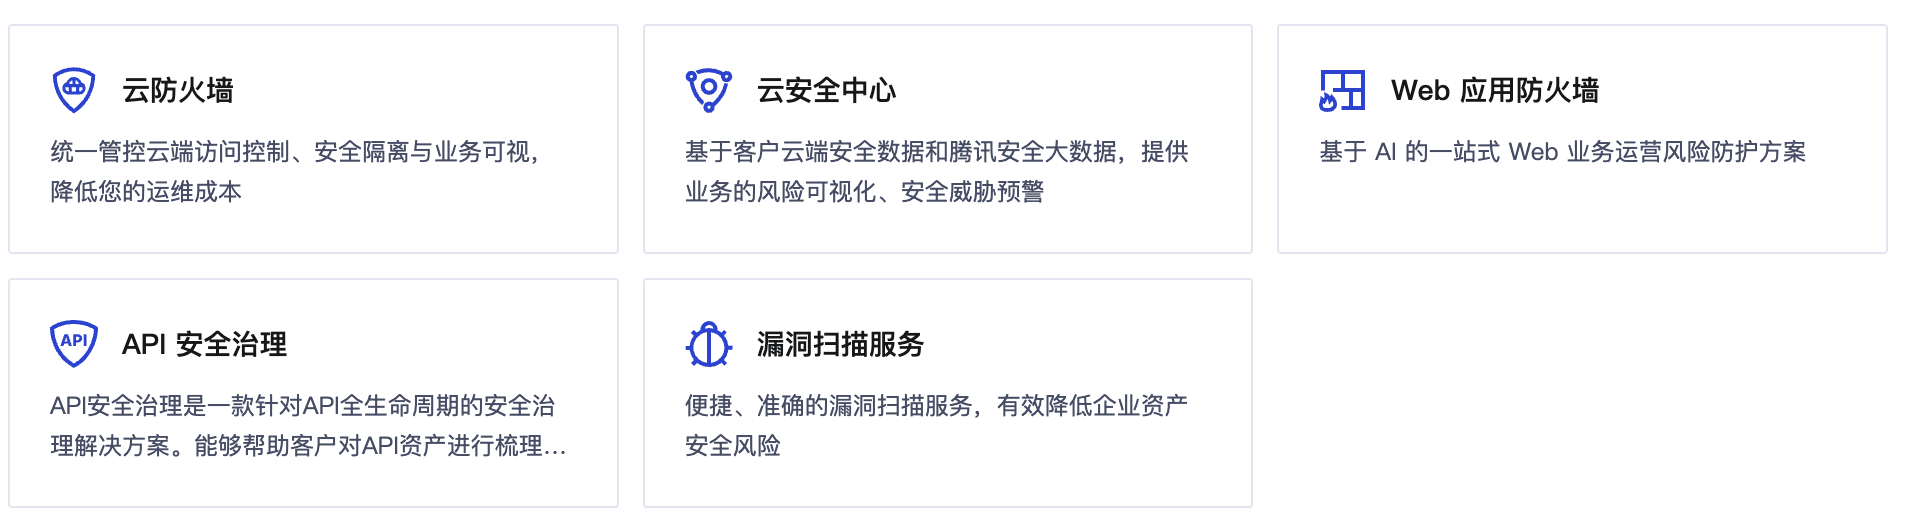 云防火墙
统一管控云端访问控制、安全隔离与业务可视，
降低您的运维成本
云安全中心
基于客户云端安全数据和腾讯安全大数据，提供
业务的风险可视化、安全威胁预警
Web 应用防火墙
基于 AI 的一站式 Web 业务运营风险防护方案
API
API 安全治理
API安全治理是一款针对API全生命周期的安全治
理解决方案。能够帮助客户对API资产进行梳理...
漏洞扫描服务
便捷、准确的漏洞扫描服务，有效降低企业资产
安全风险